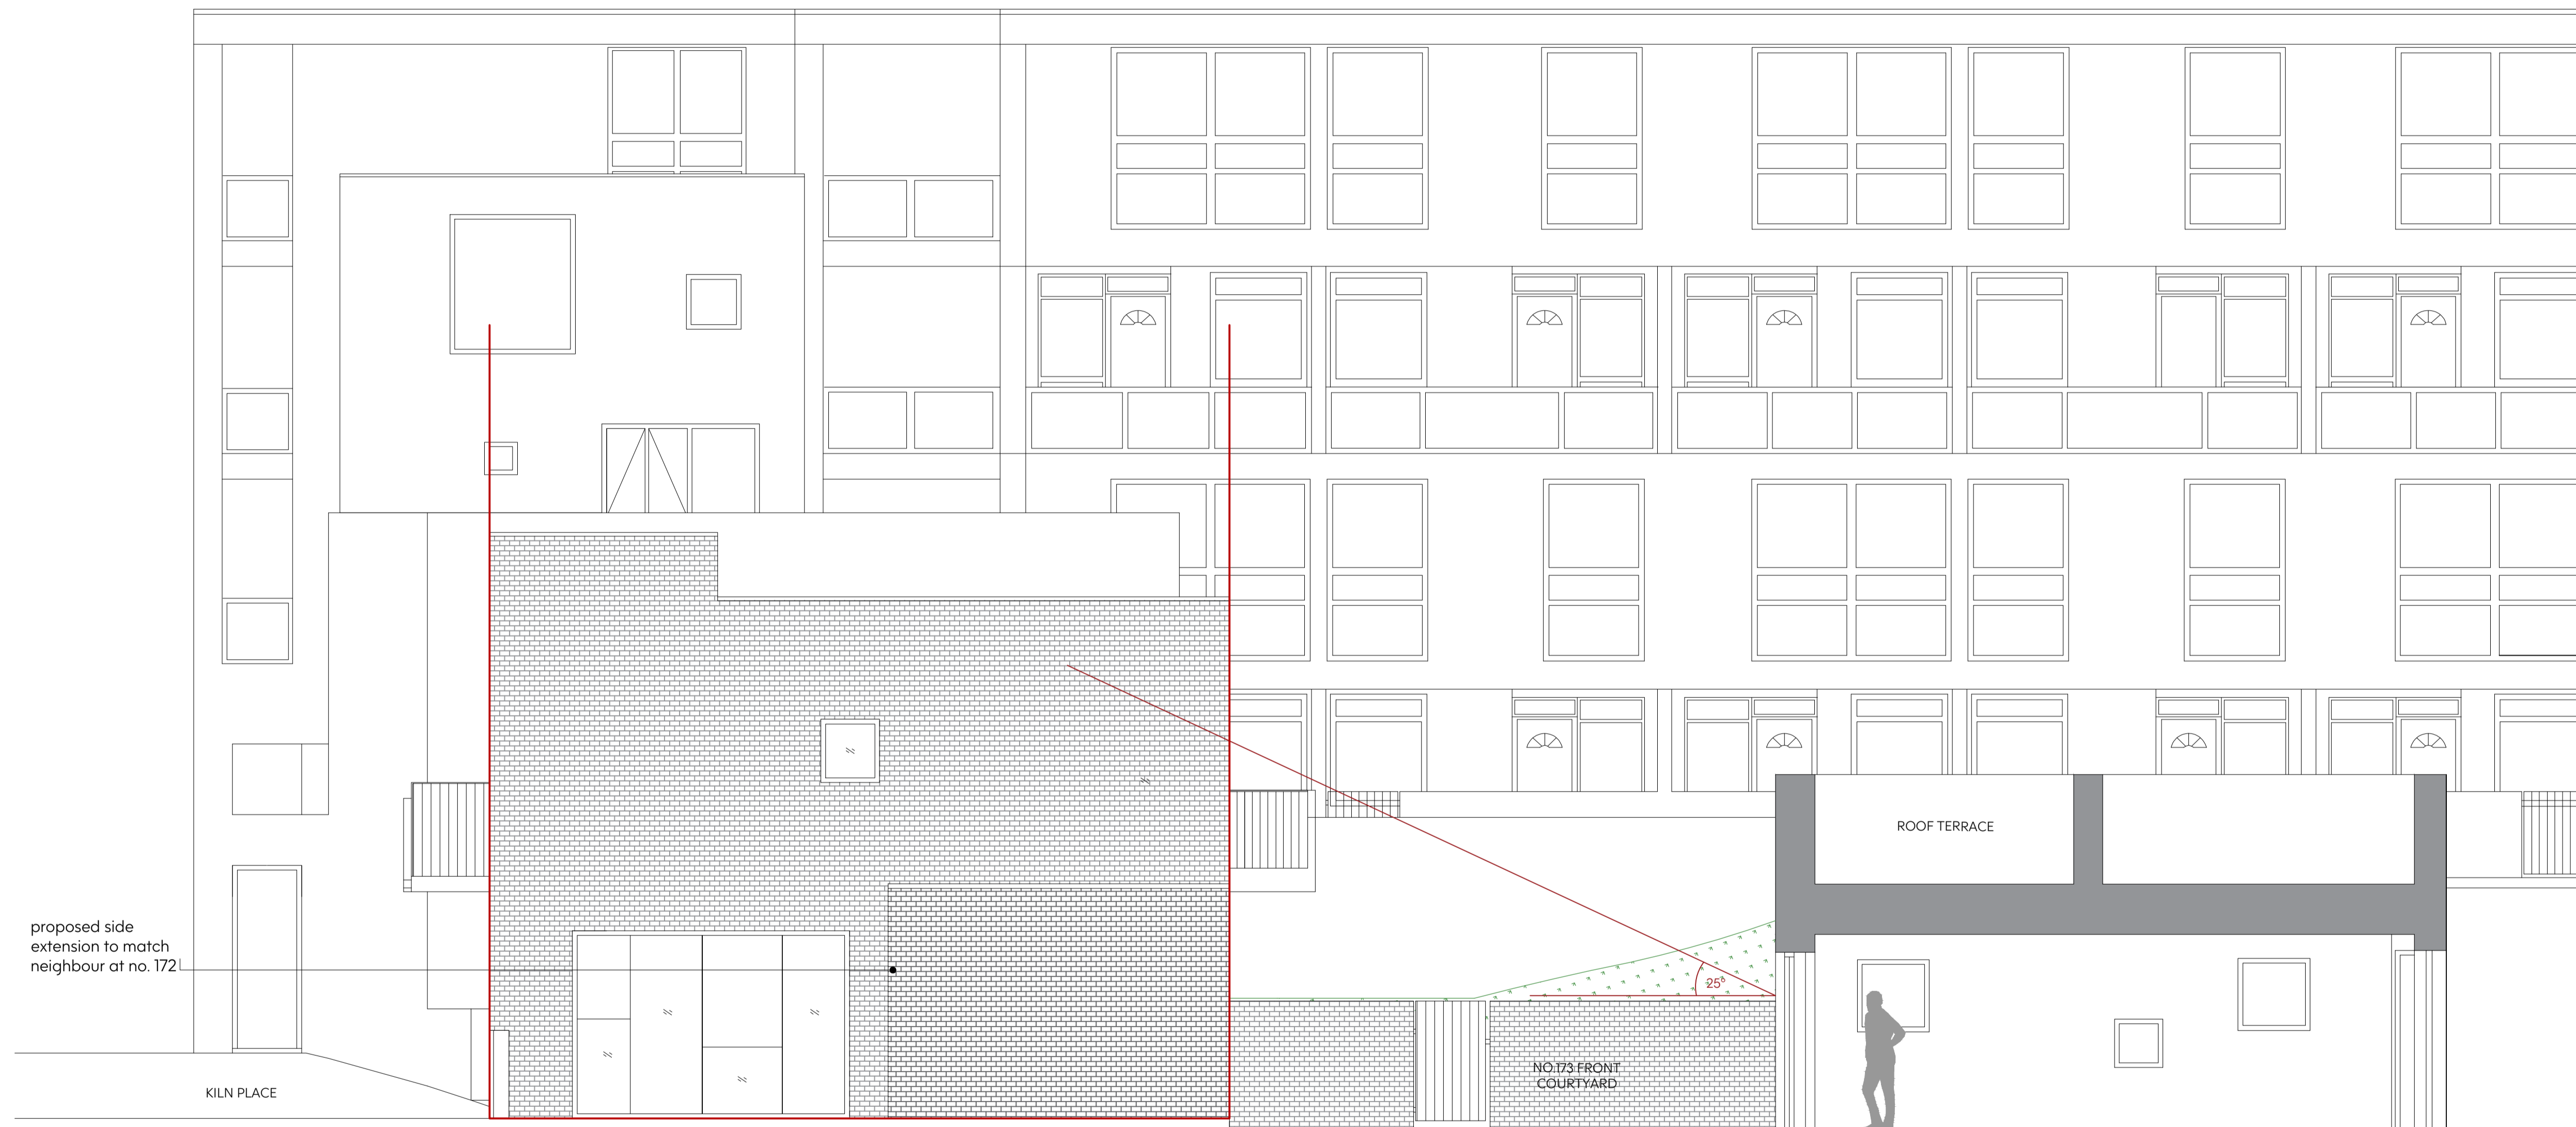 ROOF TERRACE
proposed side
extension to match
neighbour at no. 172
25°
NO.173 FRONT
COURTYARD
KILN PLACE